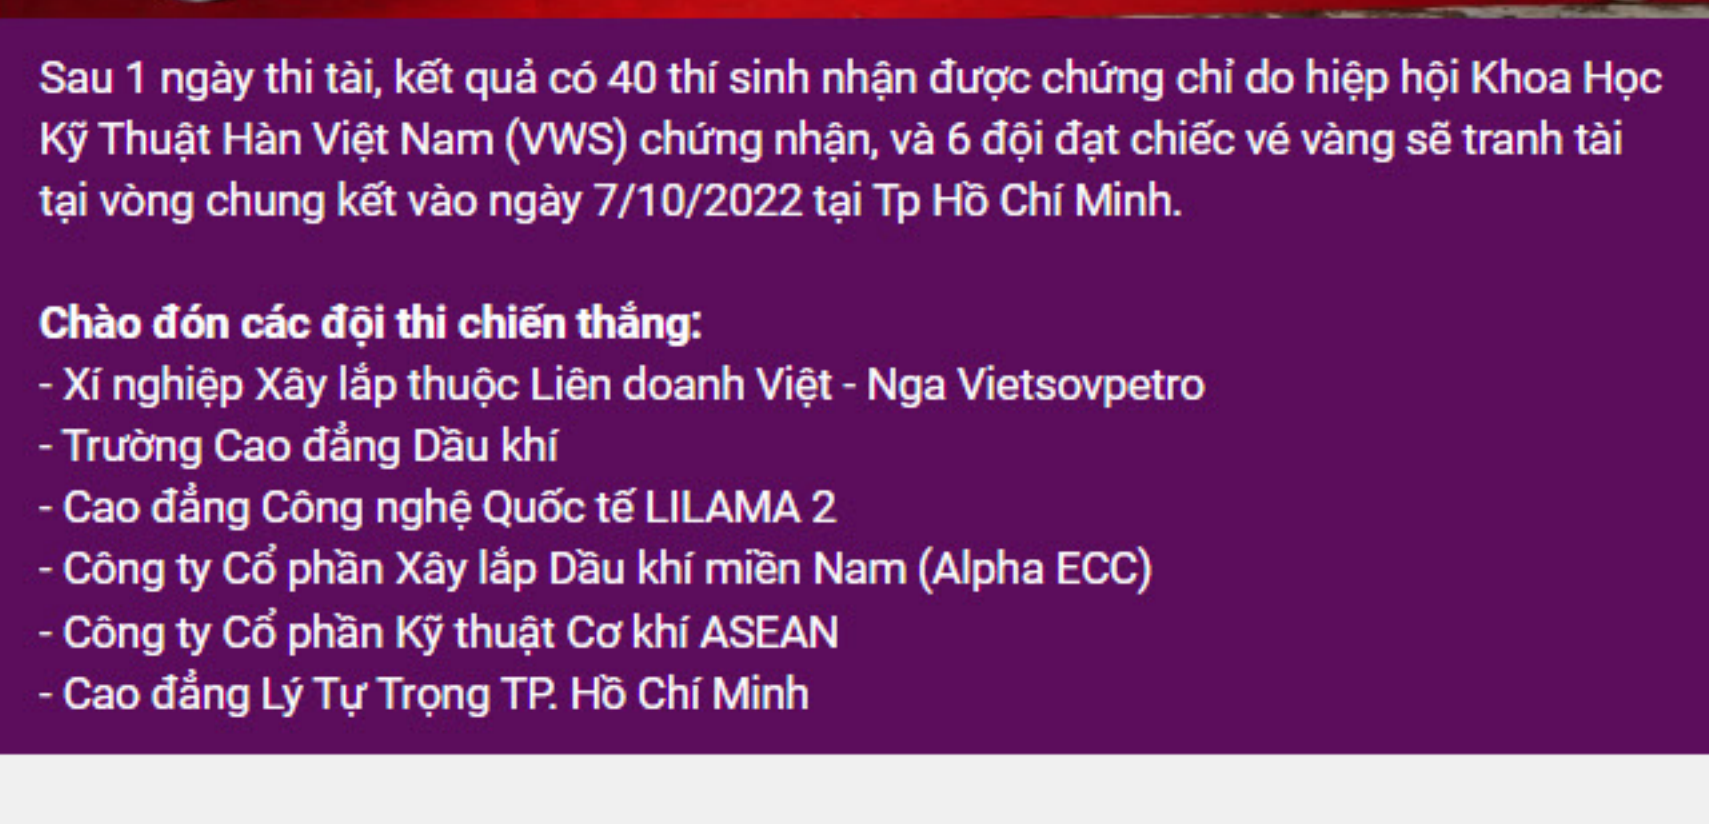 Sau 1 ngày thi tài, kết quả có 40 thí sinh nhận được chứng chỉ do hiệp hội Khoa Học
Kỹ Thuật Hàn Việt Nam (VWS) chứng nhận, và 6 đội đạt chiếc vé vàng sẽ tranh tài
tại vòng chung kết vào ngày 7/10/2022 tại Tp Hồ Chí Minh.
Chào đón các đội thi chiến thắng:
- Xí nghiệp Xây lắp thuộc Liên doanh Việt - Nga Vietsovpetro
- Trường Cao đẳng Dầu khí
- Cao đẳng Công nghệ Quốc tế LILAMA 2
- Công ty Cổ phần Xây lắp Dầu khí miền Nam (Alpha ECC)
- Công ty Cổ phần Kỹ thuật Cơ khí ASEAN
- Cao đẳng Lý Tự Trọng TP. Hồ Chí Minh